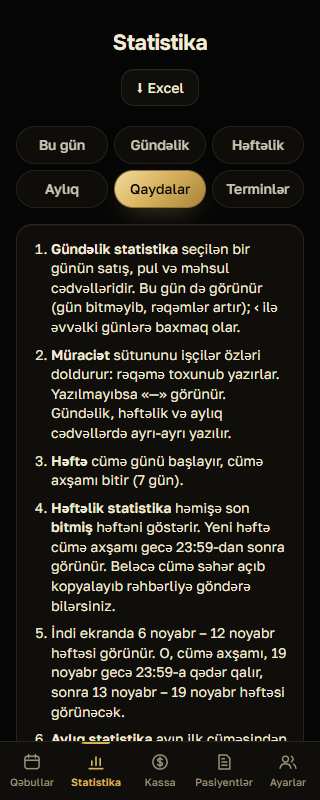 Statistika
⭳ Excel
Bu gün
Gündəlik
Həftəlik
Aylıq
Qaydalar
Terminlər
1. Gündəlik statistika seçilən bir
günün satış, pul və məhsul
cədvəlləridir. Bu gün də görünür
(gün bitməyib, rəqəmlər artır); ‹ ilə
əvvəlki günlərə baxmaq olar.
2. Müraciət sütununu işçilər özləri
doldurur: rəqəmə toxunub yazırlar.
Yazılmayıbsa «—» görünür.
Gündəlik, həftəlik və aylıq
cədvəllərdə ayrı-ayrı yazılır.
3. Həftə cümə günü başlayır, cümə
axşamı bitir (7 gün).
4. Həftəlik statistika həmişə son
bitmiş həftəni göstərir. Yeni həftə
cümə axşamı gecə 23:59-dan sonra
görünür. Beləcə cümə səhər açıb
kopyalayıb rəhbərliyə göndərə
bilərsiniz.
5. İndi ekranda 6 noyabr – 12 noyabr
həftəsi görünür. O, cümə axşamı, 19
noyabr gecə 23:59-a qədər qalır,
sonra 13 noyabr – 19 noyabr həftəsi
görünəcək.
6. Aylıq statistika ayın ilk cüməsindən
Qəbullar
Statistika
Kassa
Pasiyentlər
Ayarlar